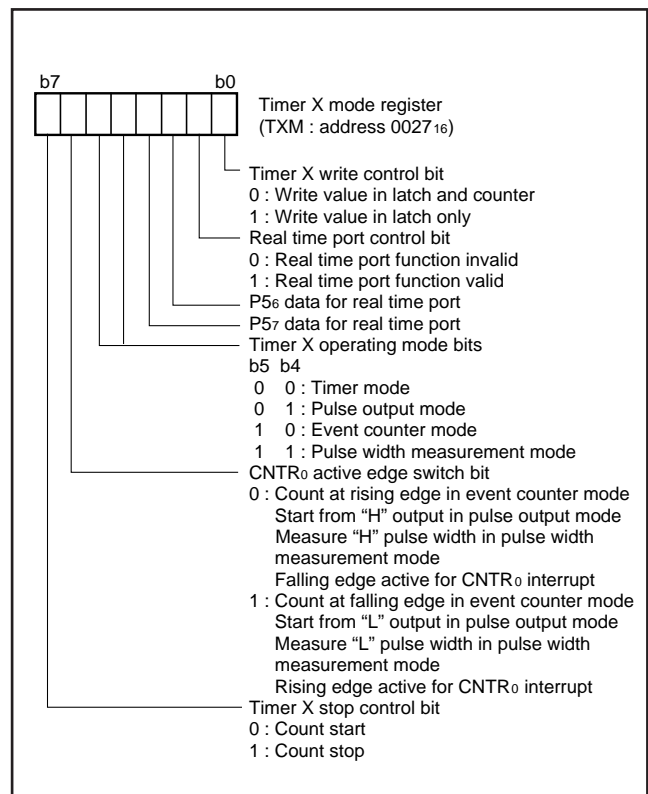 b7 b0
Timer X mode register
(TXM : address 002716)
Timer X write control bit
0 : Write value in latch and counter
1 : Write value in latch only
Real time port control bit
0 : Real time port function invalid
1 : Real time port function valid
P56 data for real time port
P57 data for real time port
Timer X operating mode bits
b5 b4
0 0 : Timer mode
0 1 : Pulse output mode
1 0 : Event counter mode
1 1 : Pulse width measurement mode
CNTR0 active edge switch bit
0 : Count at rising edge in event counter mode
Start from “H” output in pulse output mode
Measure “H” pulse width in pulse width
measurement mode
Falling edge active for CNTR0 interrupt
1 : Count at falling edge in event counter mode
Start from “L” output in pulse output mode
Measure “L” pulse width in pulse width
measurement mode
Rising edge active for CNTR0 interrupt
Timer X stop control bit
0 : Count start
1 : Count stop